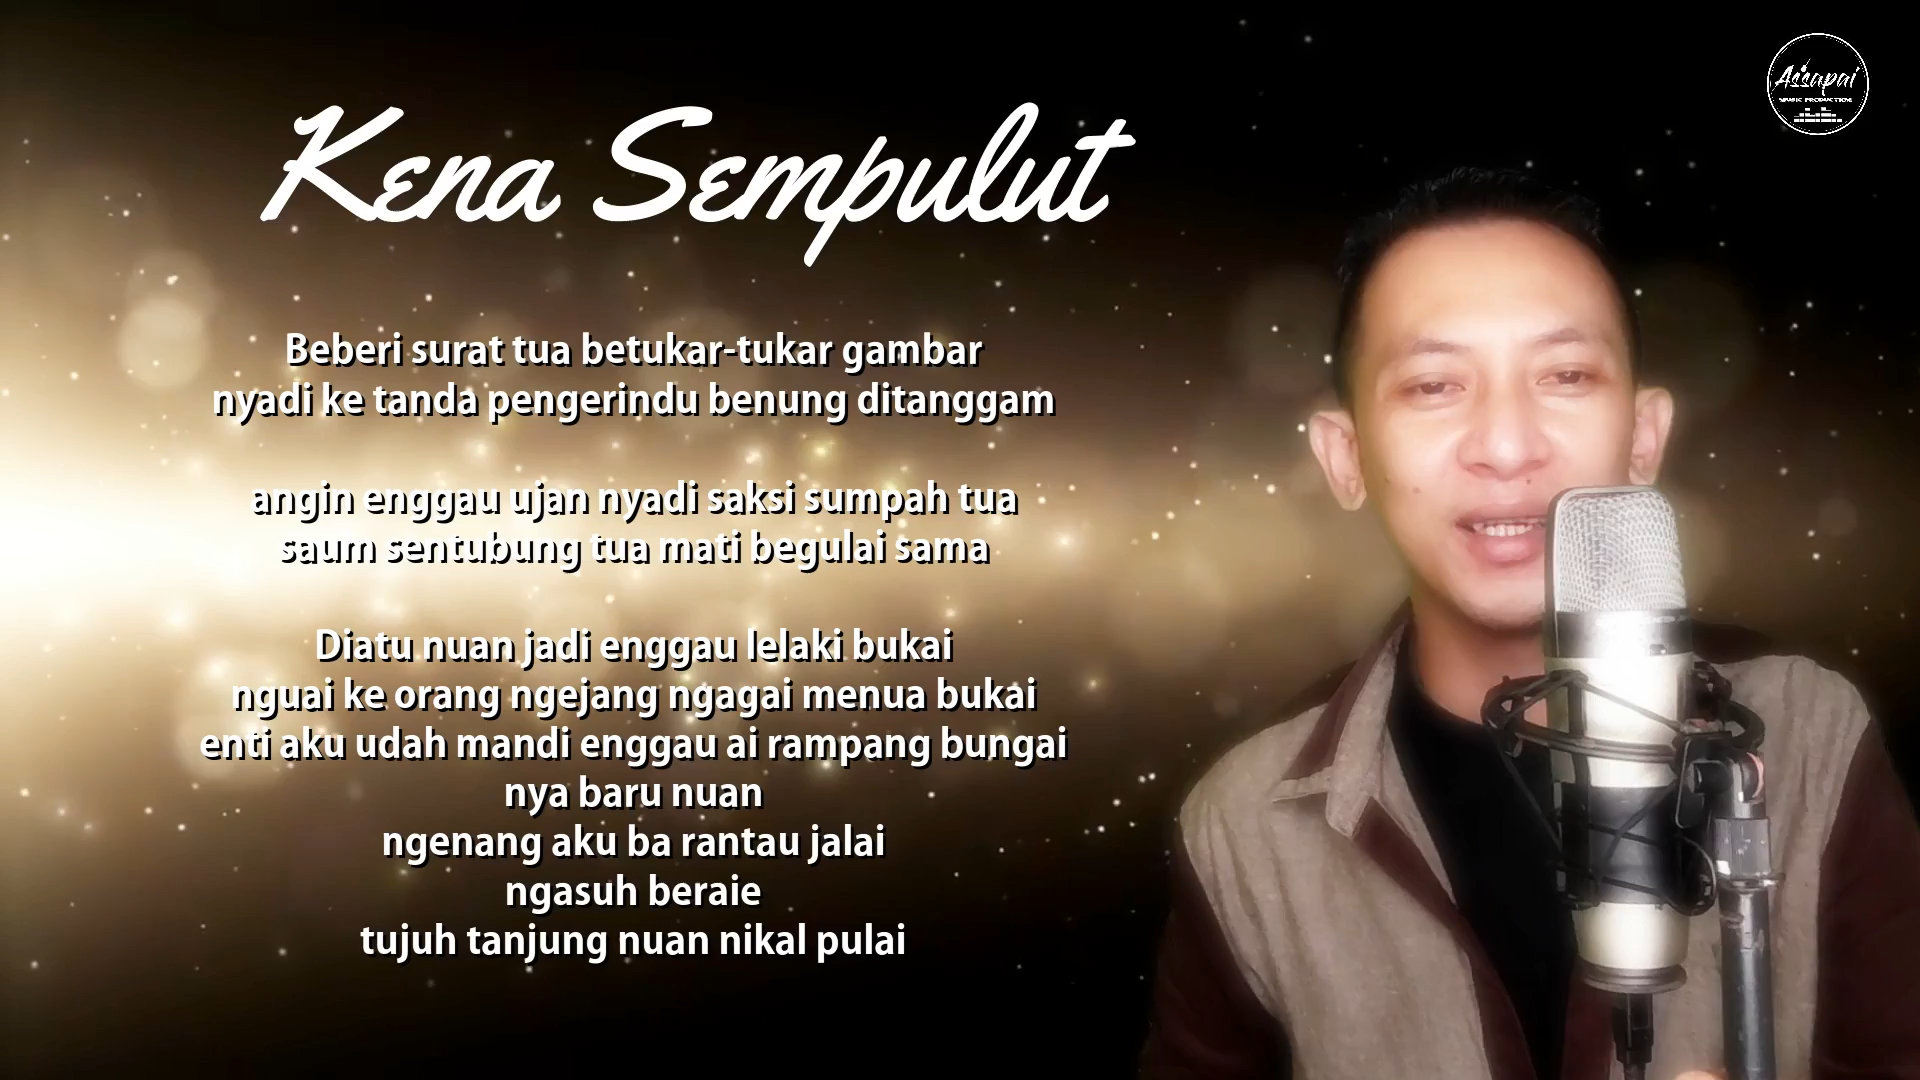 Assapai
MUSIC PRODUCTION
Kena Sempulut
Beberi surat tua betukar-tukar gambar
nyadi ke tanda pengerindu benung ditanggam
angin enggau ujan nyadi saksi sumpah tua
saum sentubung tua mati begulai sama
Diatu nuan jadi enggau lelaki bukai
nguai ke orang ngejang ngagai menua bukai
enti aku udah mandi enggau ai rampang bungai
nya baru nuan
ngenang aku ba rantau jalai
ngasuh beraie
tujuh tanjung nuan nikal pulai